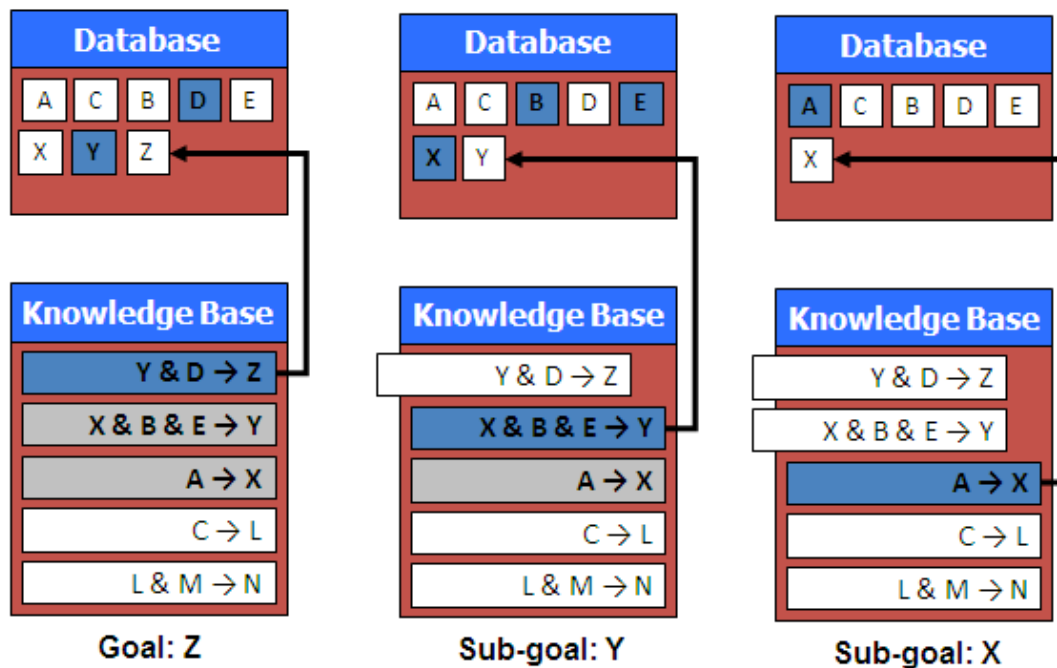 Database
A C B D E
X Y Z
Knowledge Base
Y & D → Z
X & B & E → Y
A → X
C → L
L & M → N
Goal: Z
Database
A C B D E
X Y
Knowledge Base
Y & D → Z
X & B & E → Y
A → X
C → L
L & M → N
Sub-goal: Y
Database
A C B D E
X
Knowledge Base
Y & D → Z
X & B & E → Y
A → X
C → L
L & M → N
Sub-goal: X